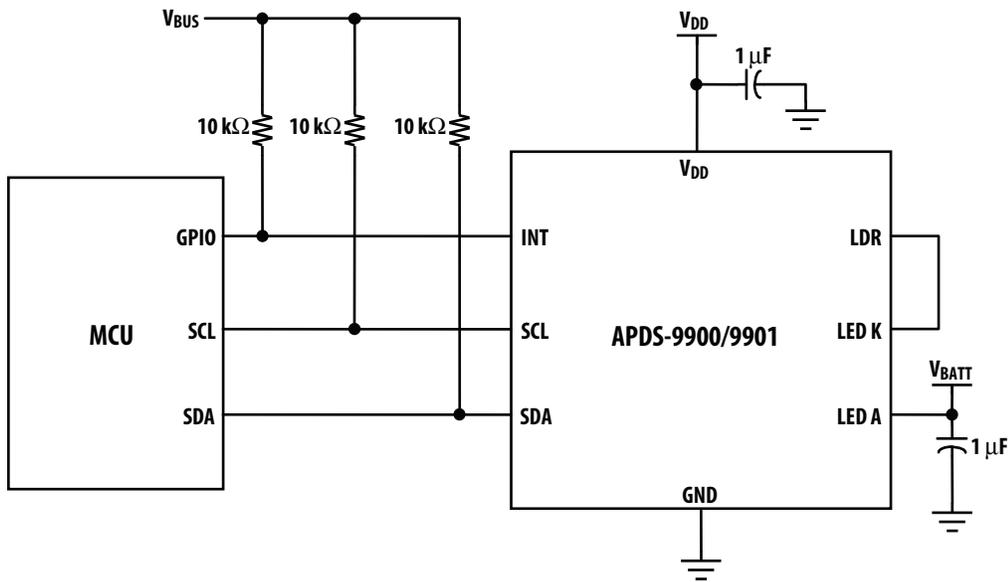 VBUS
VDD
1 μF
10 kΩ 10 kΩ 10 kΩ
VDD
GPIO INT LDR
MCU SCL SCL APDS-9900/9901 LED K
VBATT
SDA SDA LED A
1 μF
GND